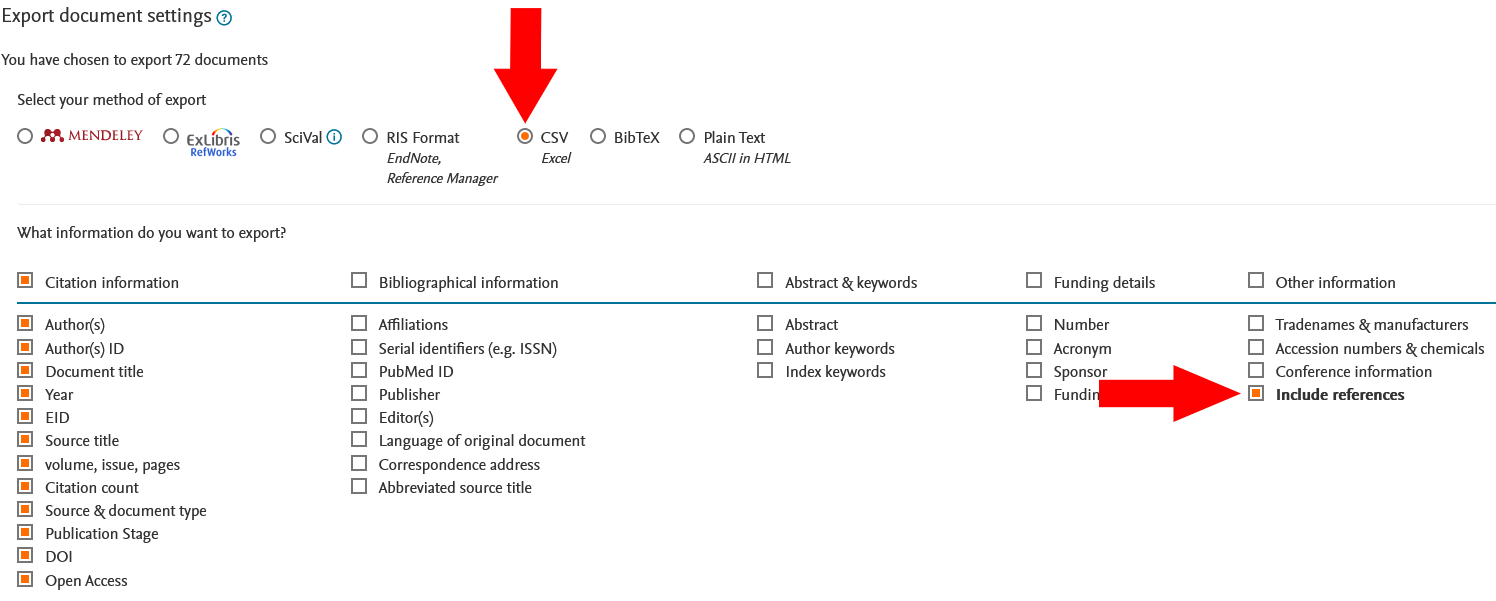 Export document settings ?
You have chosen to export 72 documents
Select your method of export
MENDELEY
ExLibris
RefWorks
SciVal i
RIS Format
EndNote,
Reference Manager
CSV
Excel
BibTeX
Plain Text
ASCII in HTML
What information do you want to export?
Citation information
Author(s)
Author(s) ID
Document title
Year
EID
Source title
volume, issue, pages
Citation count
Source & document type
Publication Stage
DOI
Open Access
Bibliographical information
Affiliations
Serial identifiers (e.g. ISSN)
PubMed ID
Publisher
Editor(s)
Language of original document
Correspondence address
Abbreviated source title
Abstract & keywords
Abstract
Author keywords
Index keywords
Funding details
Number
Acronym
Sponsor
Other information
Tradenames & manufacturers
Accession numbers & chemicals
Conference information
Include references